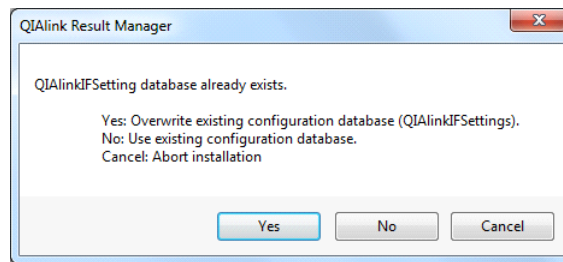 QIAlink Result Manager
QIAlinkIFSetting database already exists.
Yes: Overwrite existing configuration database (QIAlinkIFSettings).
No: Use existing configuration database.
Cancel: Abort installation
Yes
No
Cancel